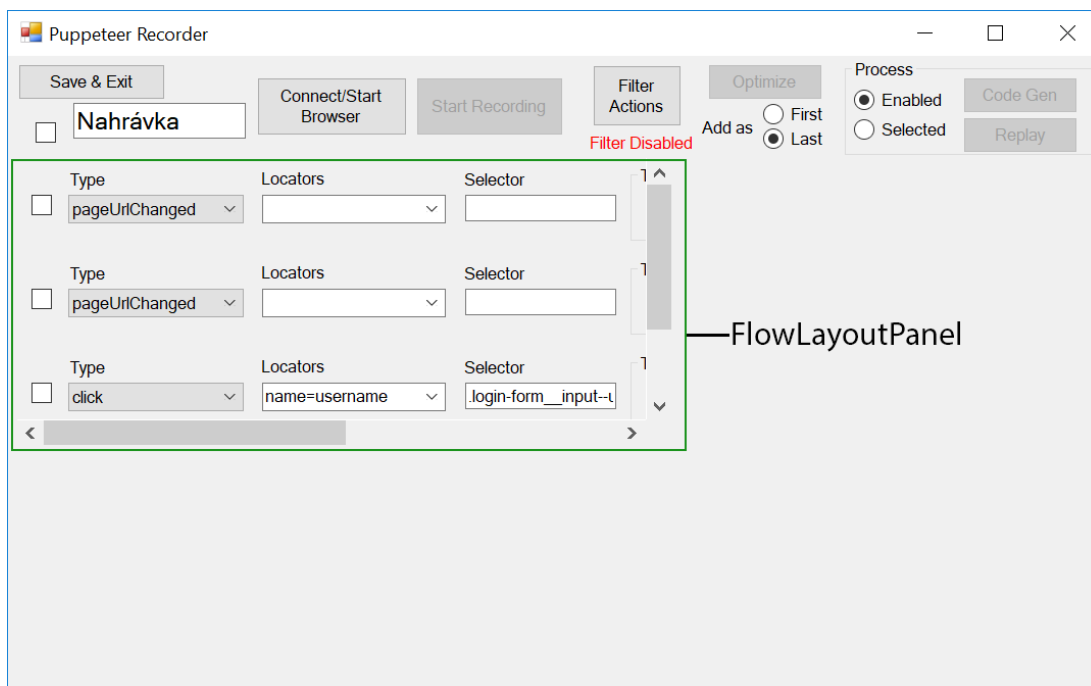 Puppeteer Recorder
Save & Exit
Nahrávka
Connect/Start
Browser
Start Recording
Filter
Actions
Filter Disabled
Optimize
Add as
First
Last
Process
Enabled
Selected
Code Gen
Replay
Type Locators Selector
pageUrlChanged
Type Locators Selector
pageUrlChanged
Type Locators Selector
click name=username .login-form__input--u
FlowLayoutPanel